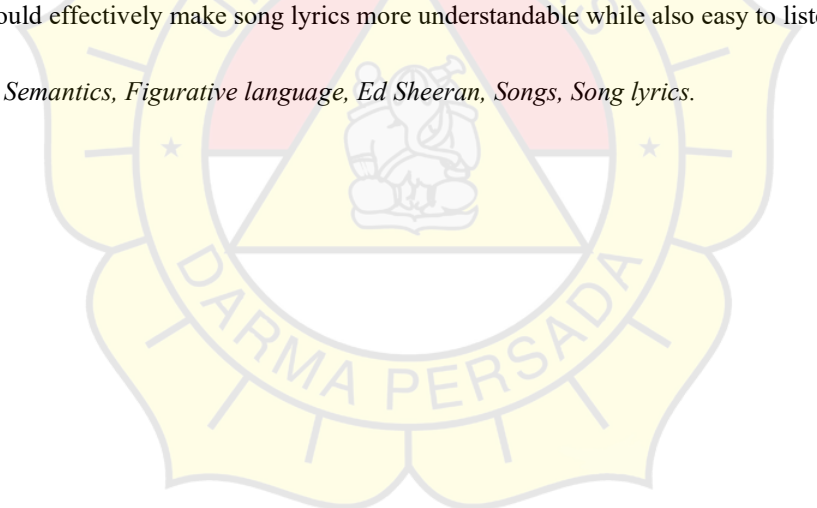 ould effectively make song lyrics more understandable while also easy to liste
Semantics, Figurative language, Ed Sheeran, Songs, Song lyrics.
DARMA PERSADA